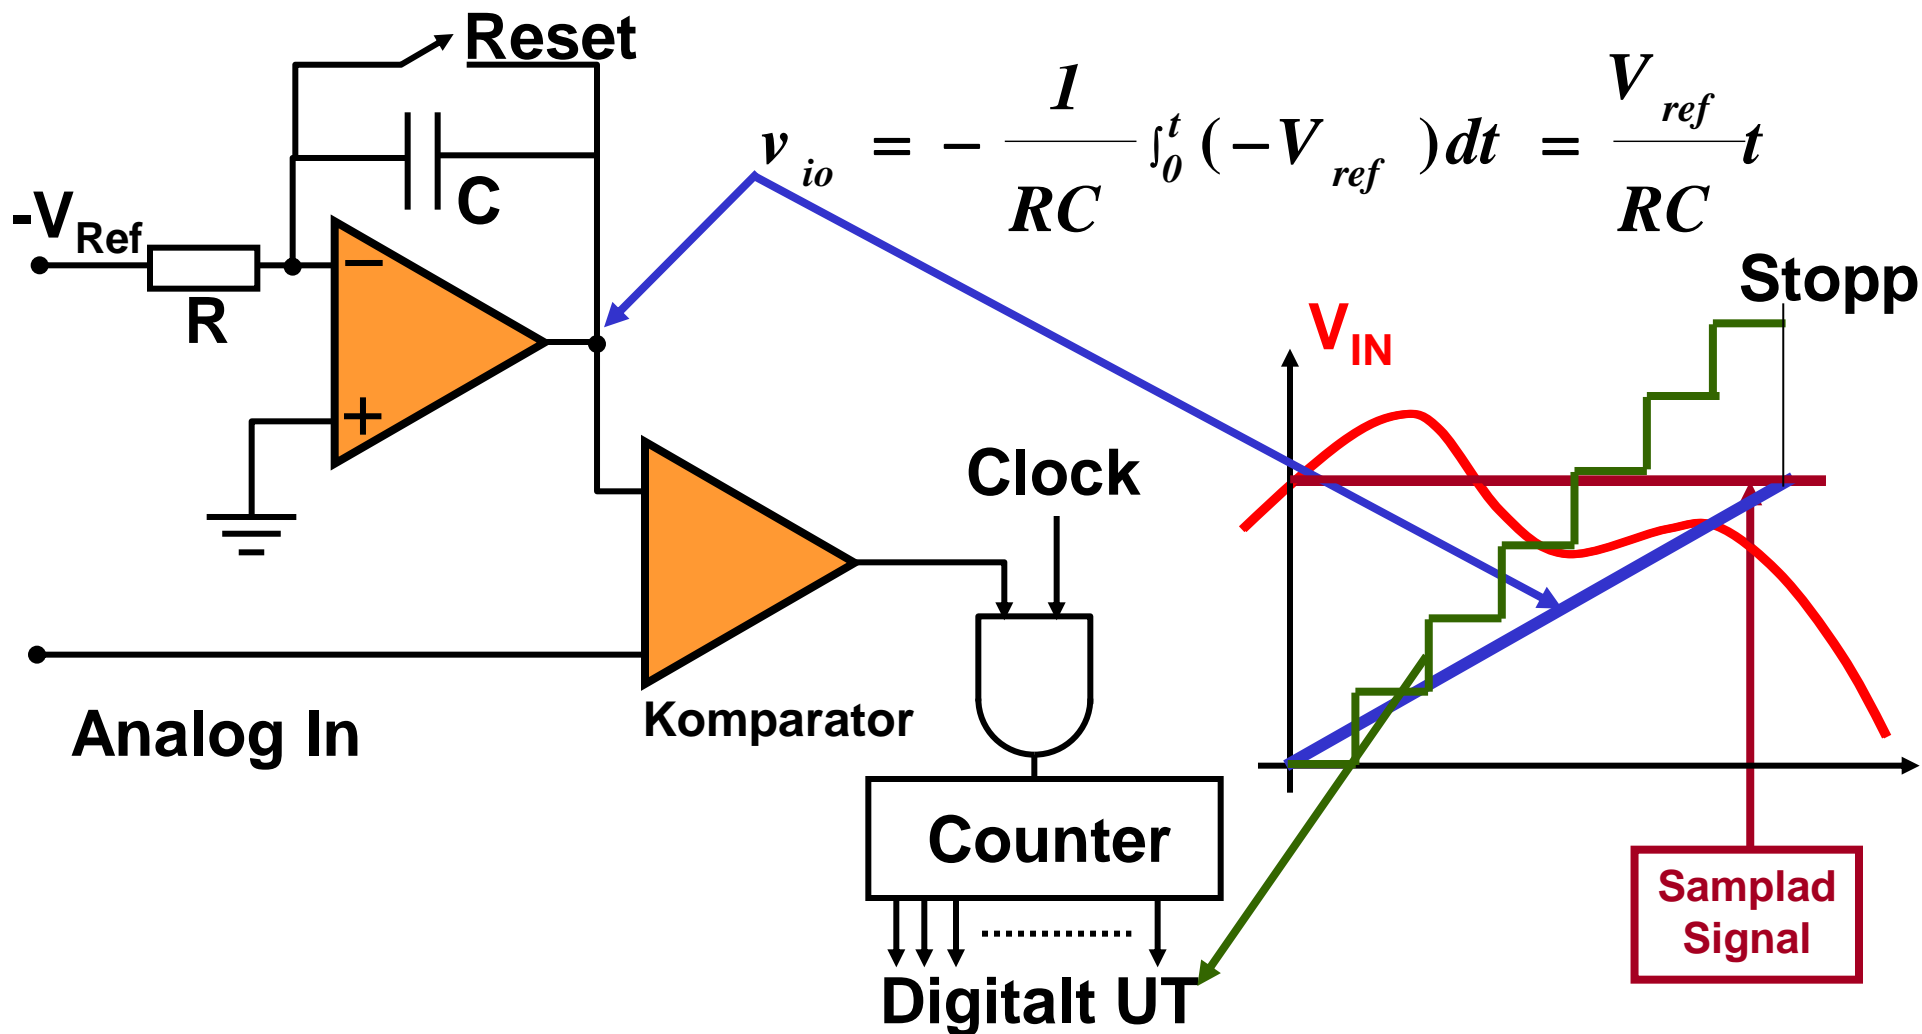 Reset
v_io = - 1/RC ∫_0^t (-V_ref) dt = V_ref/RC t
-V_Ref
C
R
−
+
Stopp
V_IN
Clock
Analog In
Komparator
Counter
Samplad
Signal
Digitalt UT